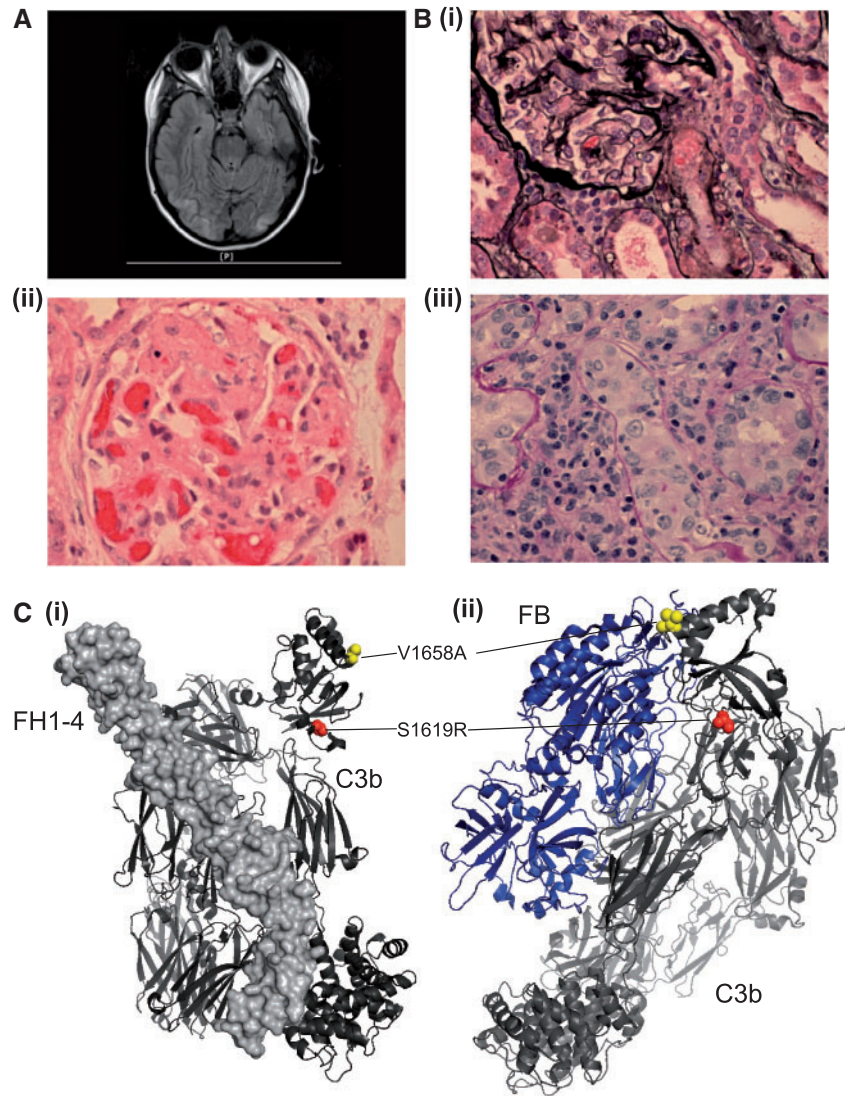 A
B (i)
[P]
(ii)
(iii)
C (i)
(ii)
FB
V1658A
FH1-4
S1619R
C3b
C3b